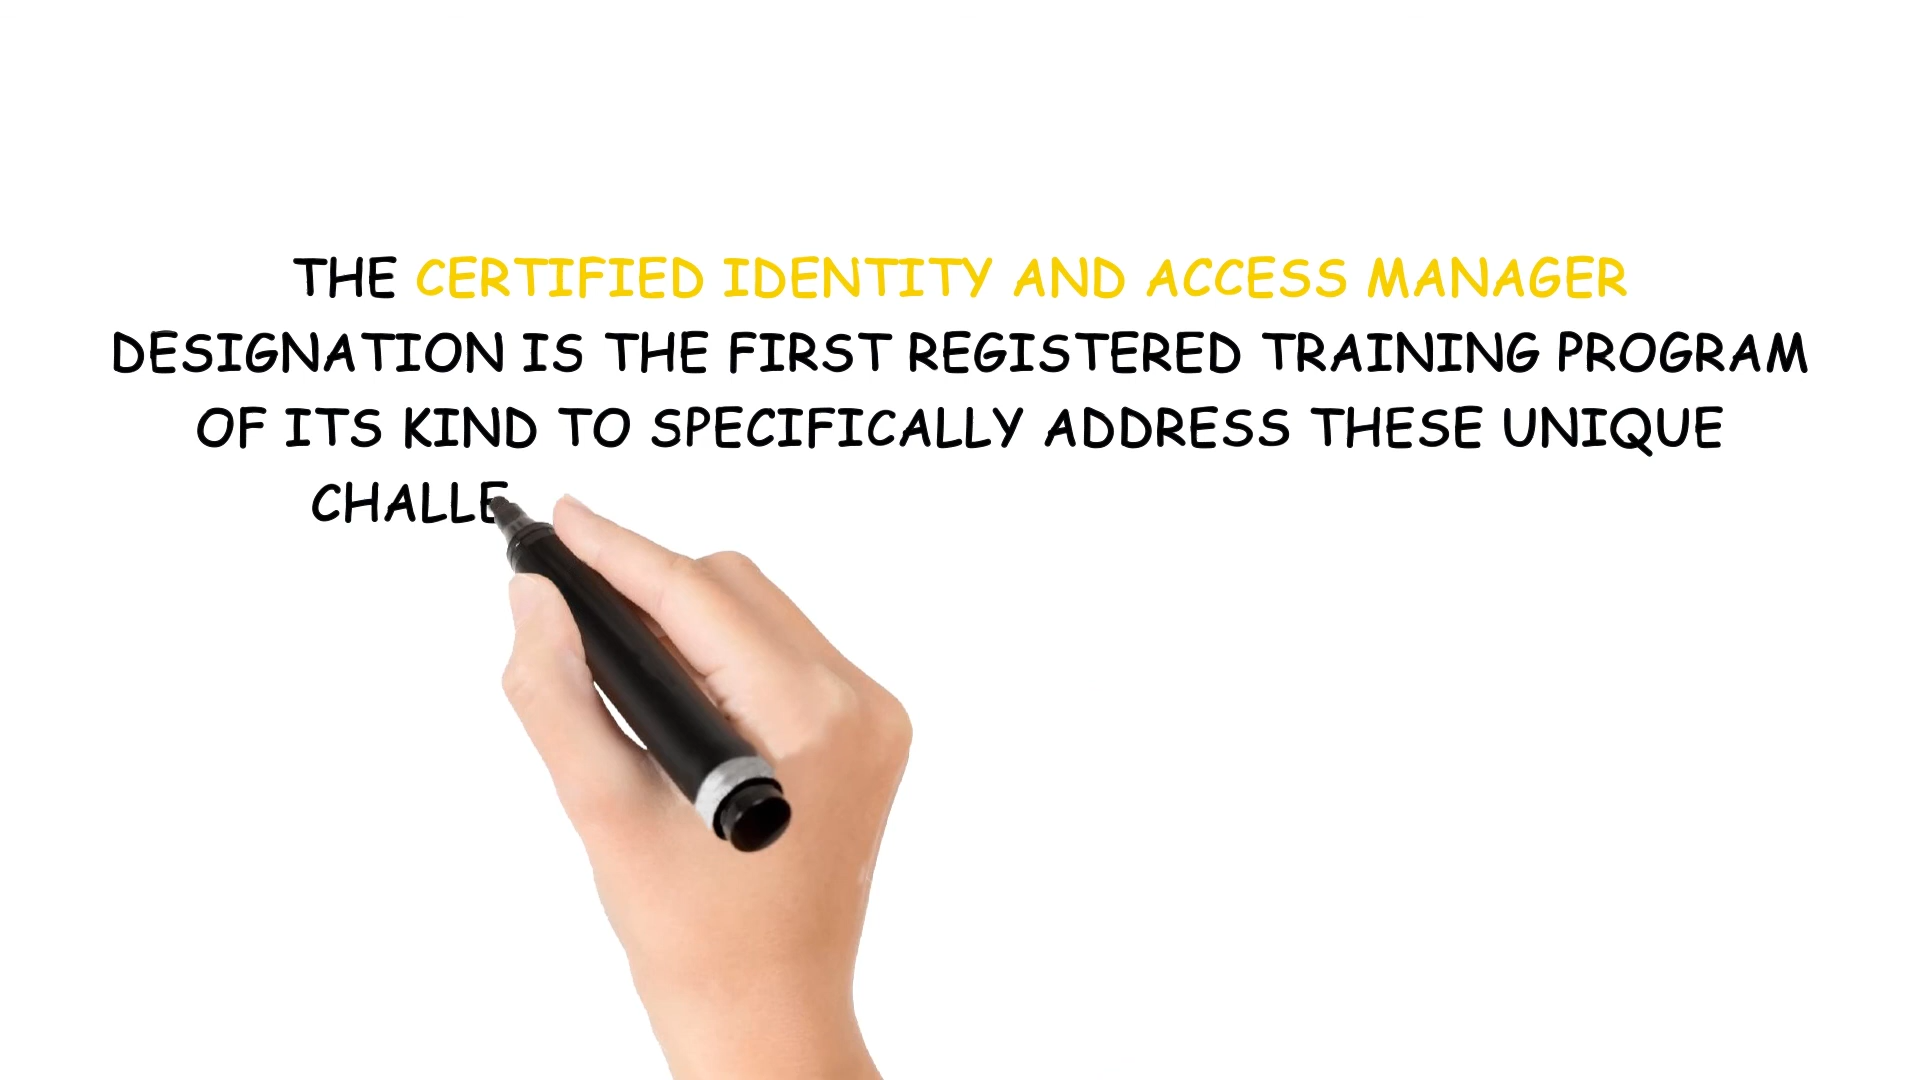 THE CERTIFIED IDENTITY AND ACCESS MANAGER
DESIGNATION IS THE FIRST REGISTERED TRAINING PROGRAM
OF ITS KIND TO SPECIFICALLY ADDRESS THESE UNIQUE
CHALLE